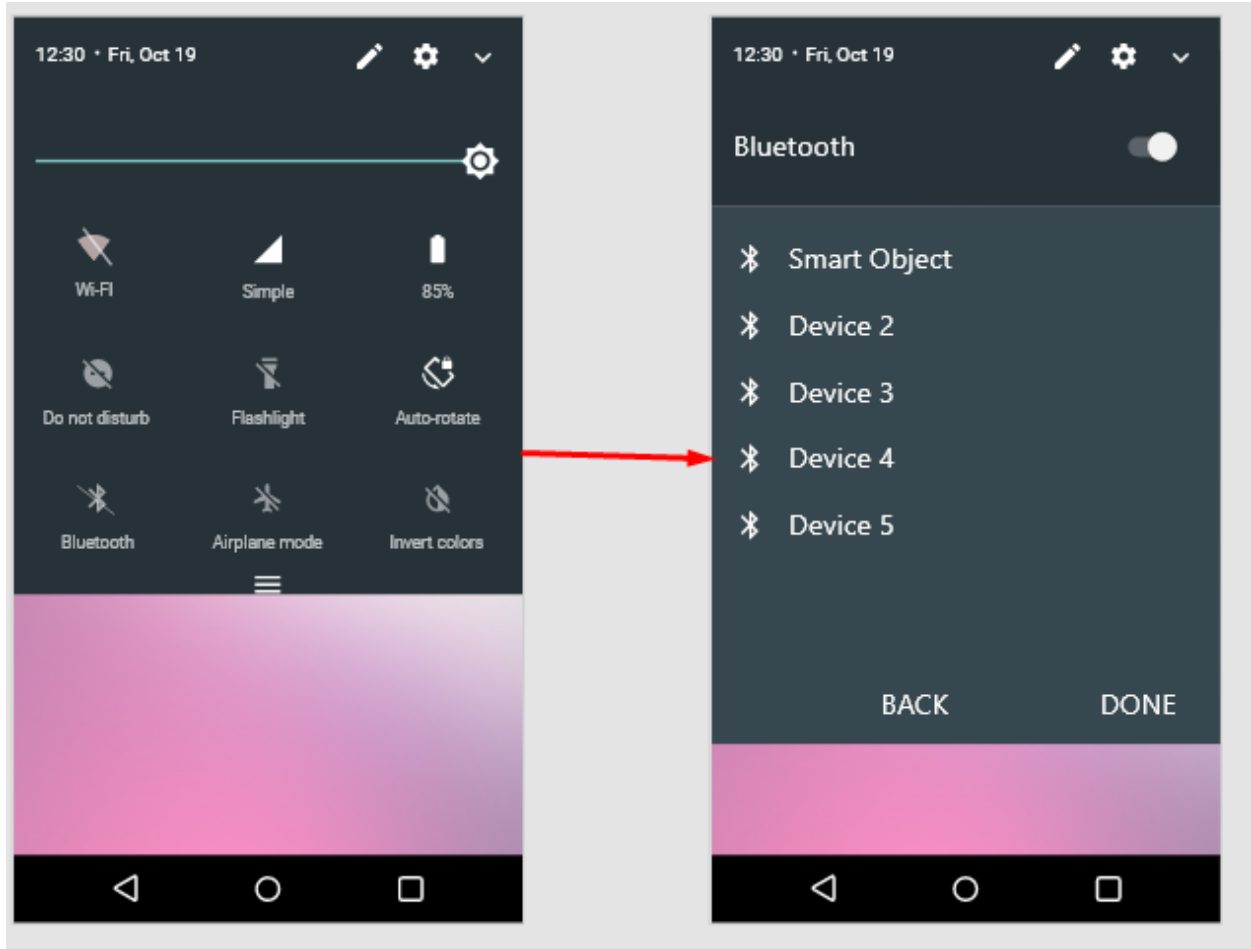 12:30 • Fri, Oct 19
Wi-FI
Simple
85%
Do not disturb
Flashlight
Auto-rotate
Bluetooth
Airplane mode
Invert colors
12:30 • Fri, Oct 19
Bluetooth
Smart Object
Device 2
Device 3
Device 4
Device 5
BACK
DONE